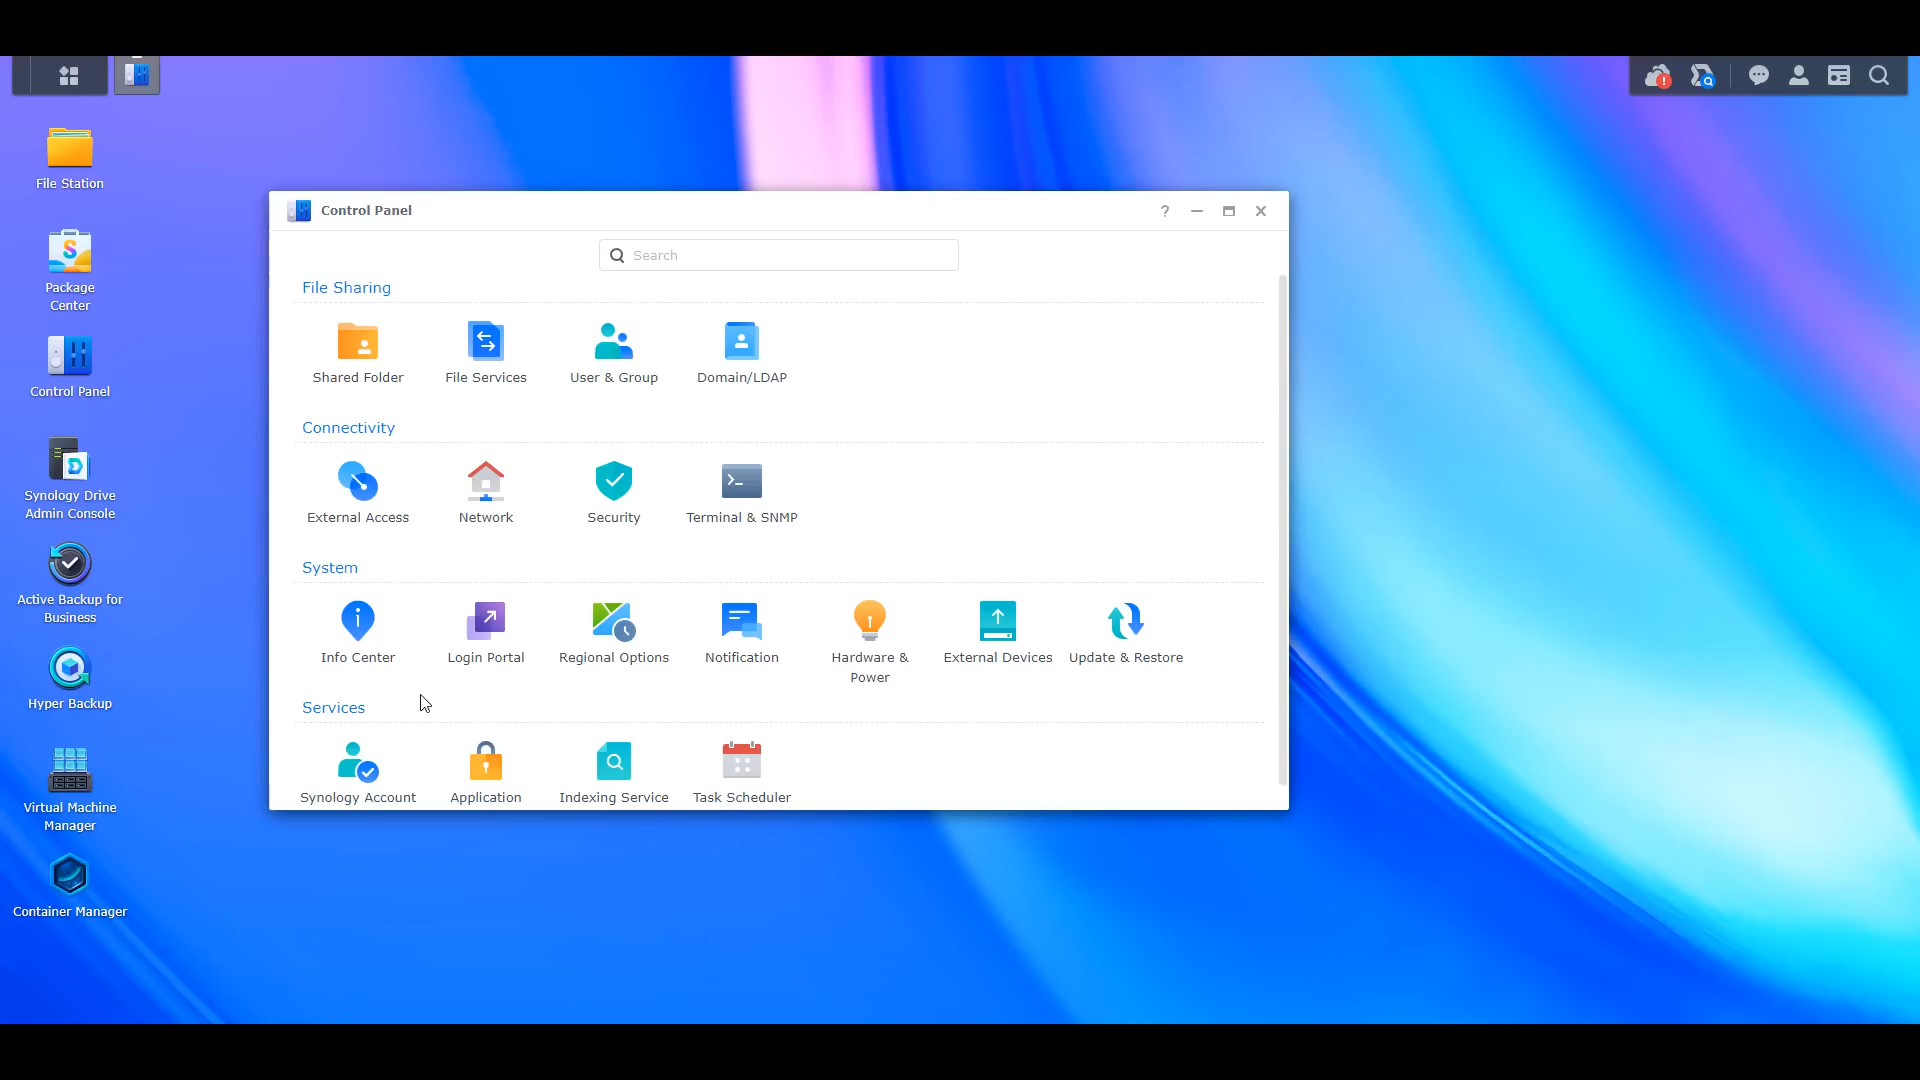 File Station
Package
Center
Control Panel
Synology Drive
Admin Console
Active Backup for
Business
Hyper Backup
Virtual Machine
Manager
Container Manager
Control Panel
Search
File Sharing
Shared Folder
File Services
User & Group
Domain/LDAP
Connectivity
External Access
Network
Security
Terminal & SNMP
System
Info Center
Login Portal
Regional Options
Notification
Hardware &
Power
External Devices
Update & Restore
Services
Synology Account
Application
Indexing Service
Task Scheduler